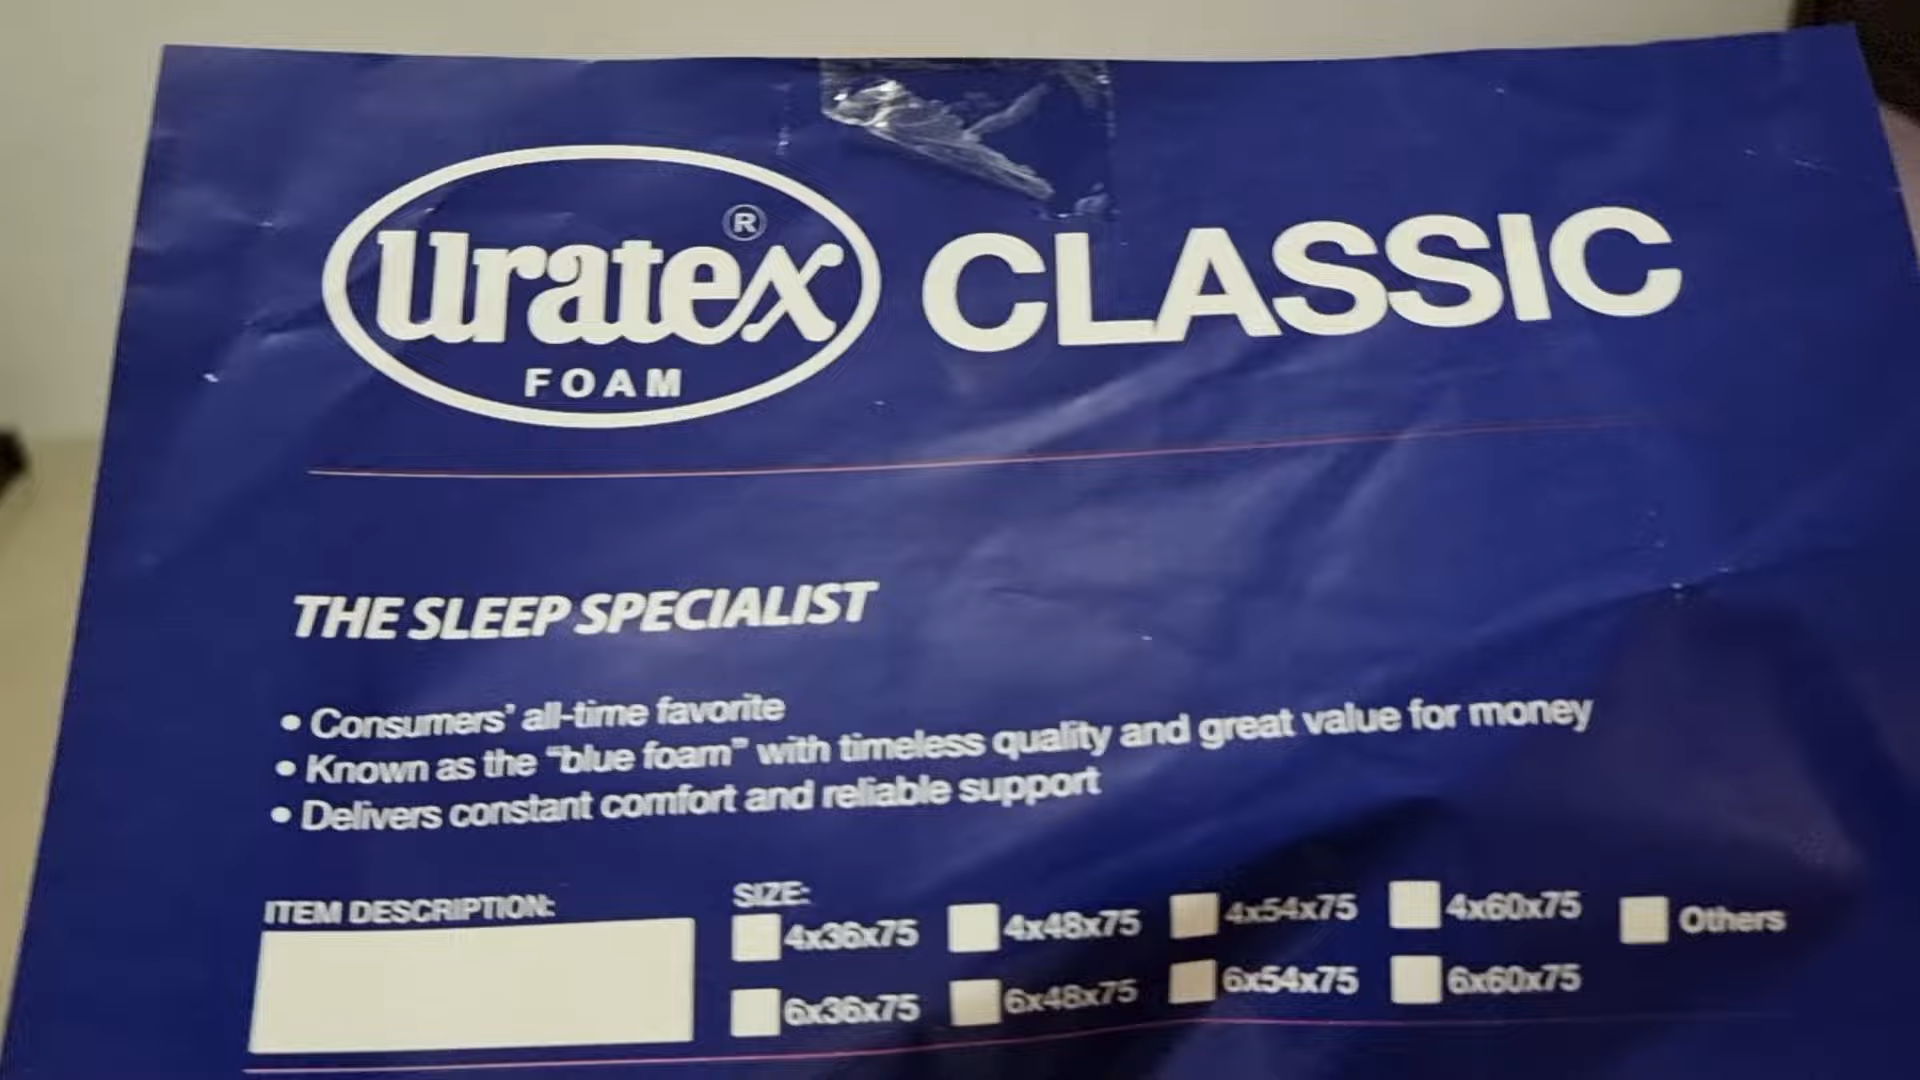 uratex® CLASSIC
FOAM
THE SLEEP SPECIALIST
• Consumers' all-time favorite
• Known as the "blue foam" with timeless quality and great value for money
• Delivers constant comfort and reliable support
ITEM DESCRIPTION:
SIZE:
4x36x75 4x48x75 4x54x75 4x60x75 Others
6x36x75 6x48x75 6x54x75 6x60x75